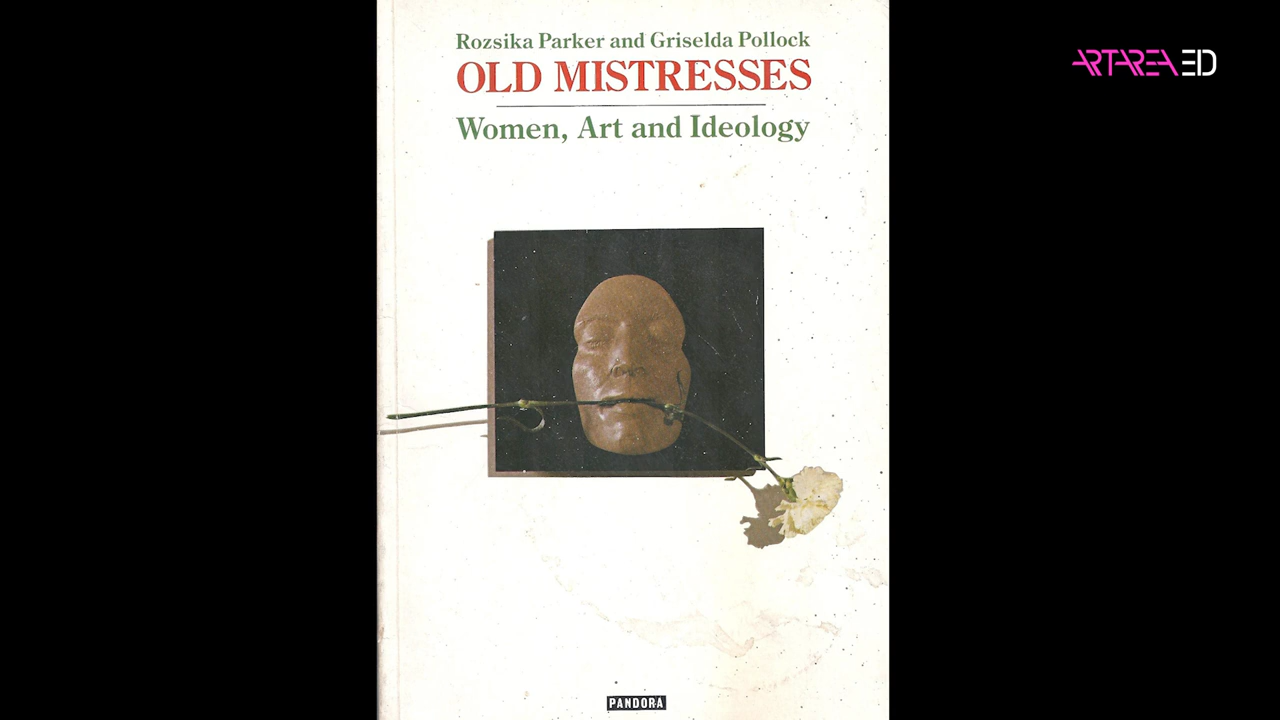 Rozsika Parker and Griselda Pollock
OLD MISTRESSES
Women, Art and Ideology
ARTAREA ED
PANDORA